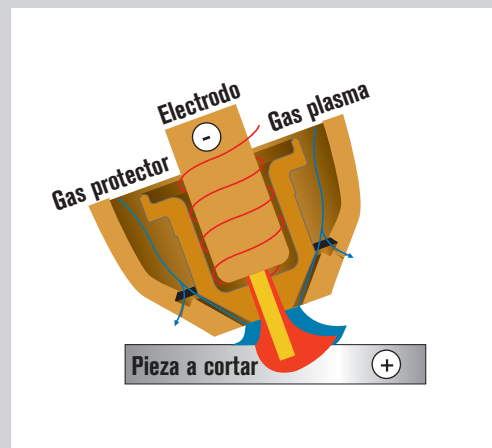 Electrodo
Gas plasma
-
Gas protector
Pieza a cortar
+